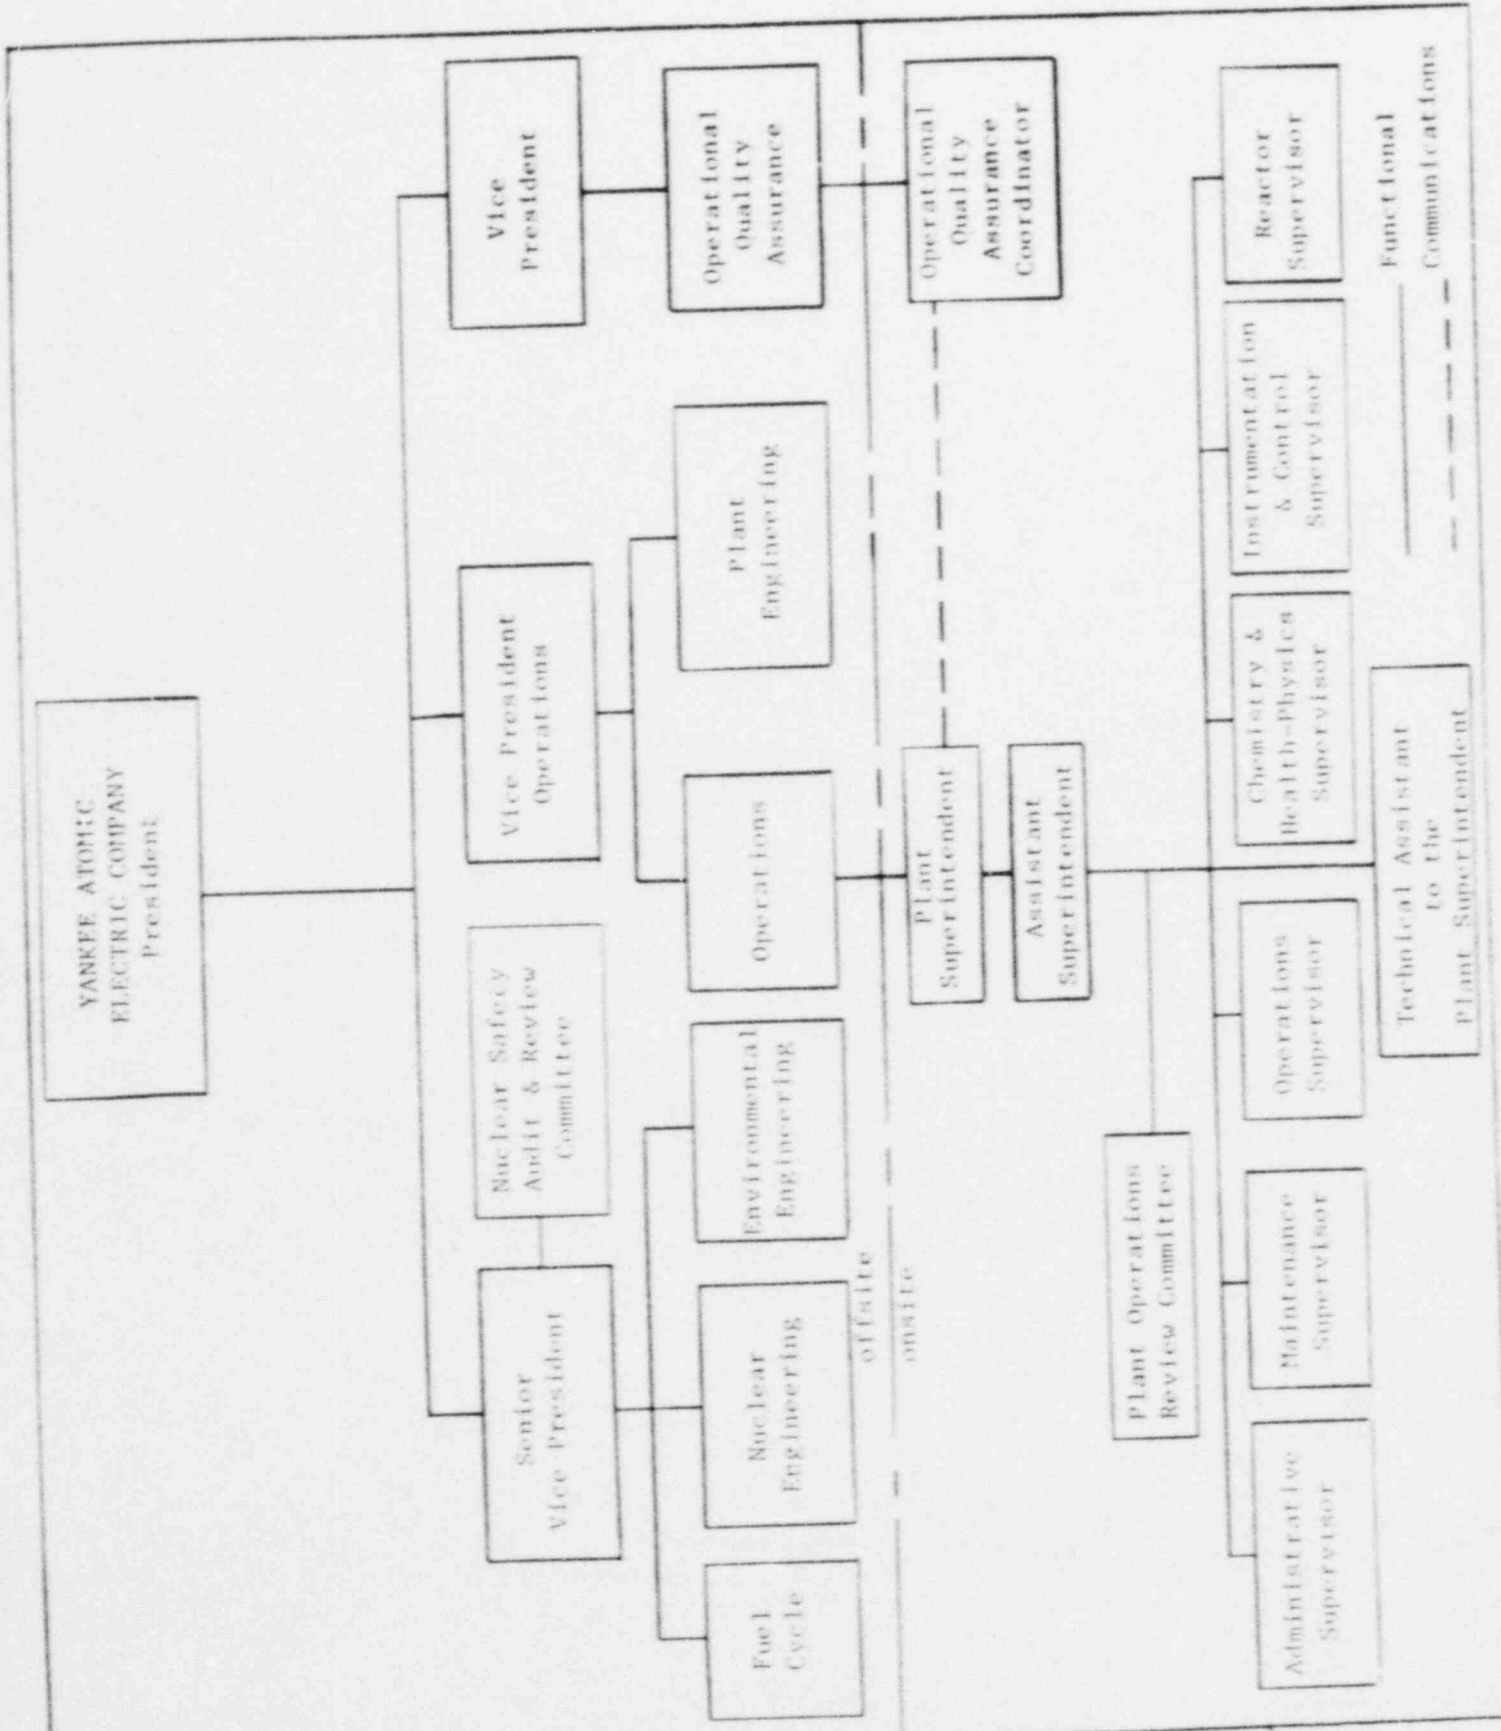 YANKEE ATOMIC
ELECTRIC COMPANY
President
Senior
Vice President
Nuclear Safety
Audit & Review
Committee
Vice President
Operations
Vice
President
Fuel
Cycle
Nuclear
Engineering
Environmental
Engineering
Operations
Plant
Engineering
Operational
Quality
Assurance
offsite
onsite
Plant
Superintendent
Operational
Quality
Assurance
Coordinator
Assistant
Superintendent
Plant Operations
Review Committee
Administrative
Supervisor
Maintenance
Supervisor
Operations
Supervisor
Chemistry &
Health-Physics
Supervisor
Instrumentation
& Control
Supervisor
Reactor
Supervisor
Technical Assistant
to the
Plant Superintendent
Functional
Communications